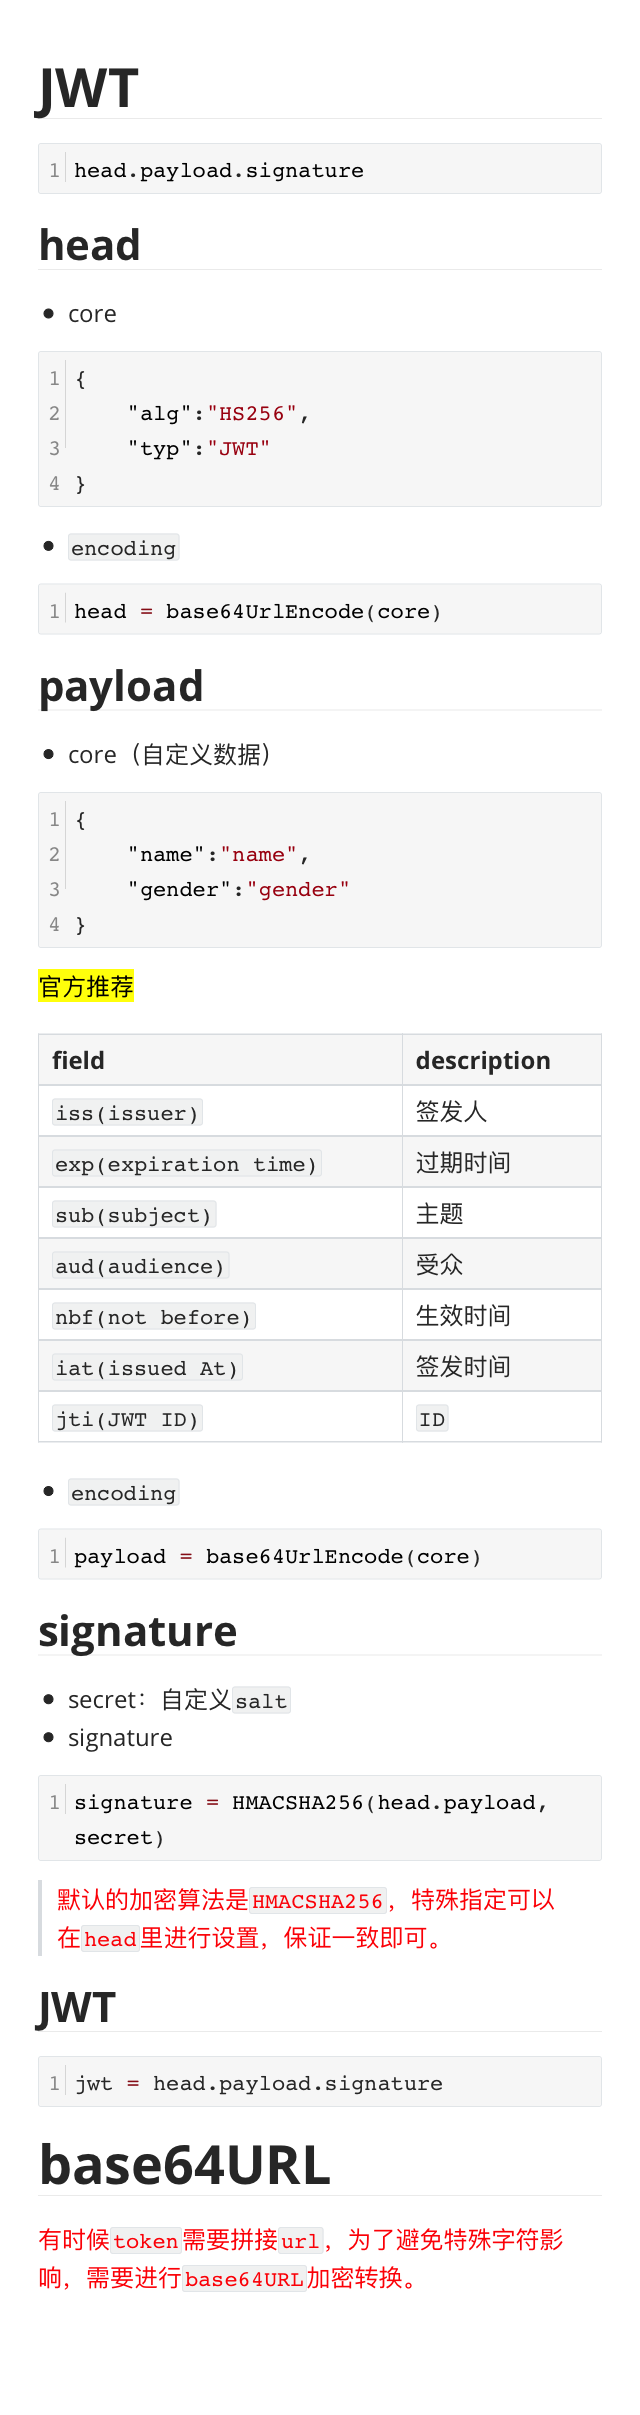 JWT
1 head.payload.signature
head
core
1 {
2     "alg":"HS256",
3     "typ":"JWT"
4 }
encoding
1 head = base64UrlEncode(core)
payload
core（自定义数据）
1 {
2     "name":"name",
3     "gender":"gender"
4 }
官方推荐
field description
iss(issuer) 签发人
exp(expiration time) 过期时间
sub(subject) 主题
aud(audience) 受众
nbf(not before) 生效时间
iat(issued At) 签发时间
jti(JWT ID) ID
encoding
1 payload = base64UrlEncode(core)
signature
secret：自定义salt
signature
1 signature = HMACSHA256(head.payload,
secret)
默认的加密算法是HMACSHA256，特殊指定可以
在head里进行设置，保证一致即可。
JWT
1 jwt = head.payload.signature
base64URL
有时候token需要拼接url，为了避免特殊字符影
响，需要进行base64URL加密转换。